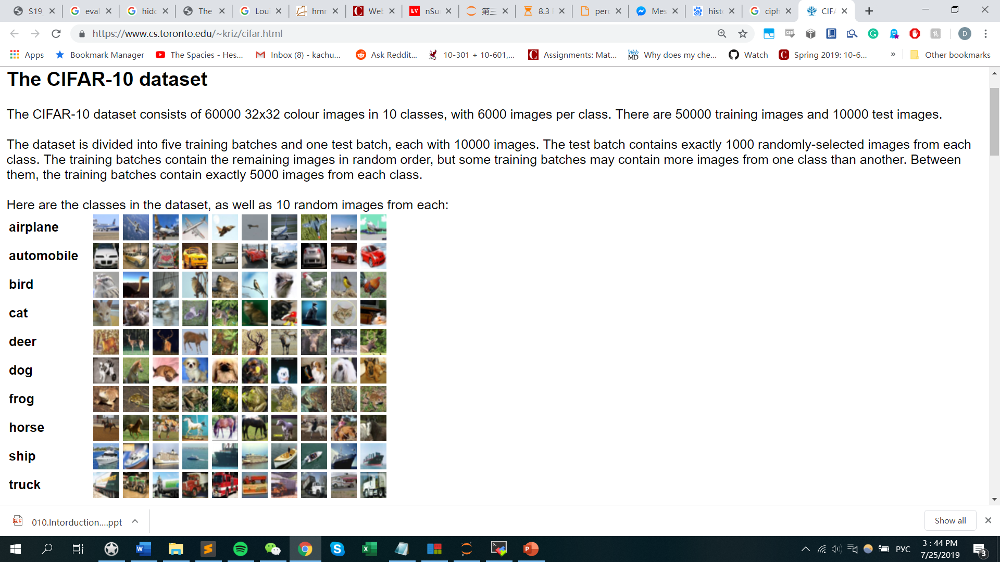 S19
eval
hidd
The
Loui
hmr
Wel
LV
nSu
第三
8.3
perc
Mes
hist
ciph
CIF
https://www.cs.toronto.edu/~kriz/cifar.html
D
Apps
Bookmark Manager
The Spacies - Hes...
Inbox (8) - kachu...
Ask Reddit...
10-301 + 10-601,...
Assignments: Mat...
Web MD
Why does my che...
Watch
Spring 2019: 10-6...
»
Other bookmarks
The CIFAR-10 dataset
The CIFAR-10 dataset consists of 60000 32x32 colour images in 10 classes, with 6000 images per class. There are 50000 training images and 10000 test images.
The dataset is divided into five training batches and one test batch, each with 10000 images. The test batch contains exactly 1000 randomly-selected images from each
class. The training batches contain the remaining images in random order, but some training batches may contain more images from one class than another. Between
them, the training batches contain exactly 5000 images from each class.
Here are the classes in the dataset, as well as 10 random images from each:
airplane
automobile
bird
cat
deer
dog
frog
horse
ship
truck
010.Intorduction....ppt
Show all
РУС
3 : 44 PM
7/25/2019
3